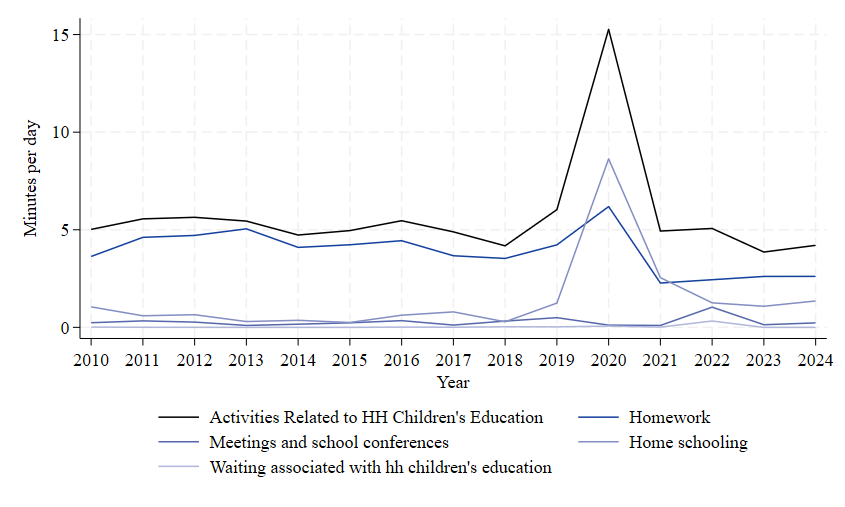 Minutes per day
15
10
5
0
2010 2011 2012 2013 2014 2015 2016 2017 2018 2019 2020 2021 2022 2023 2024
Year
Activities Related to HH Children's Education
Homework
Meetings and school conferences
Home schooling
Waiting associated with hh children's education